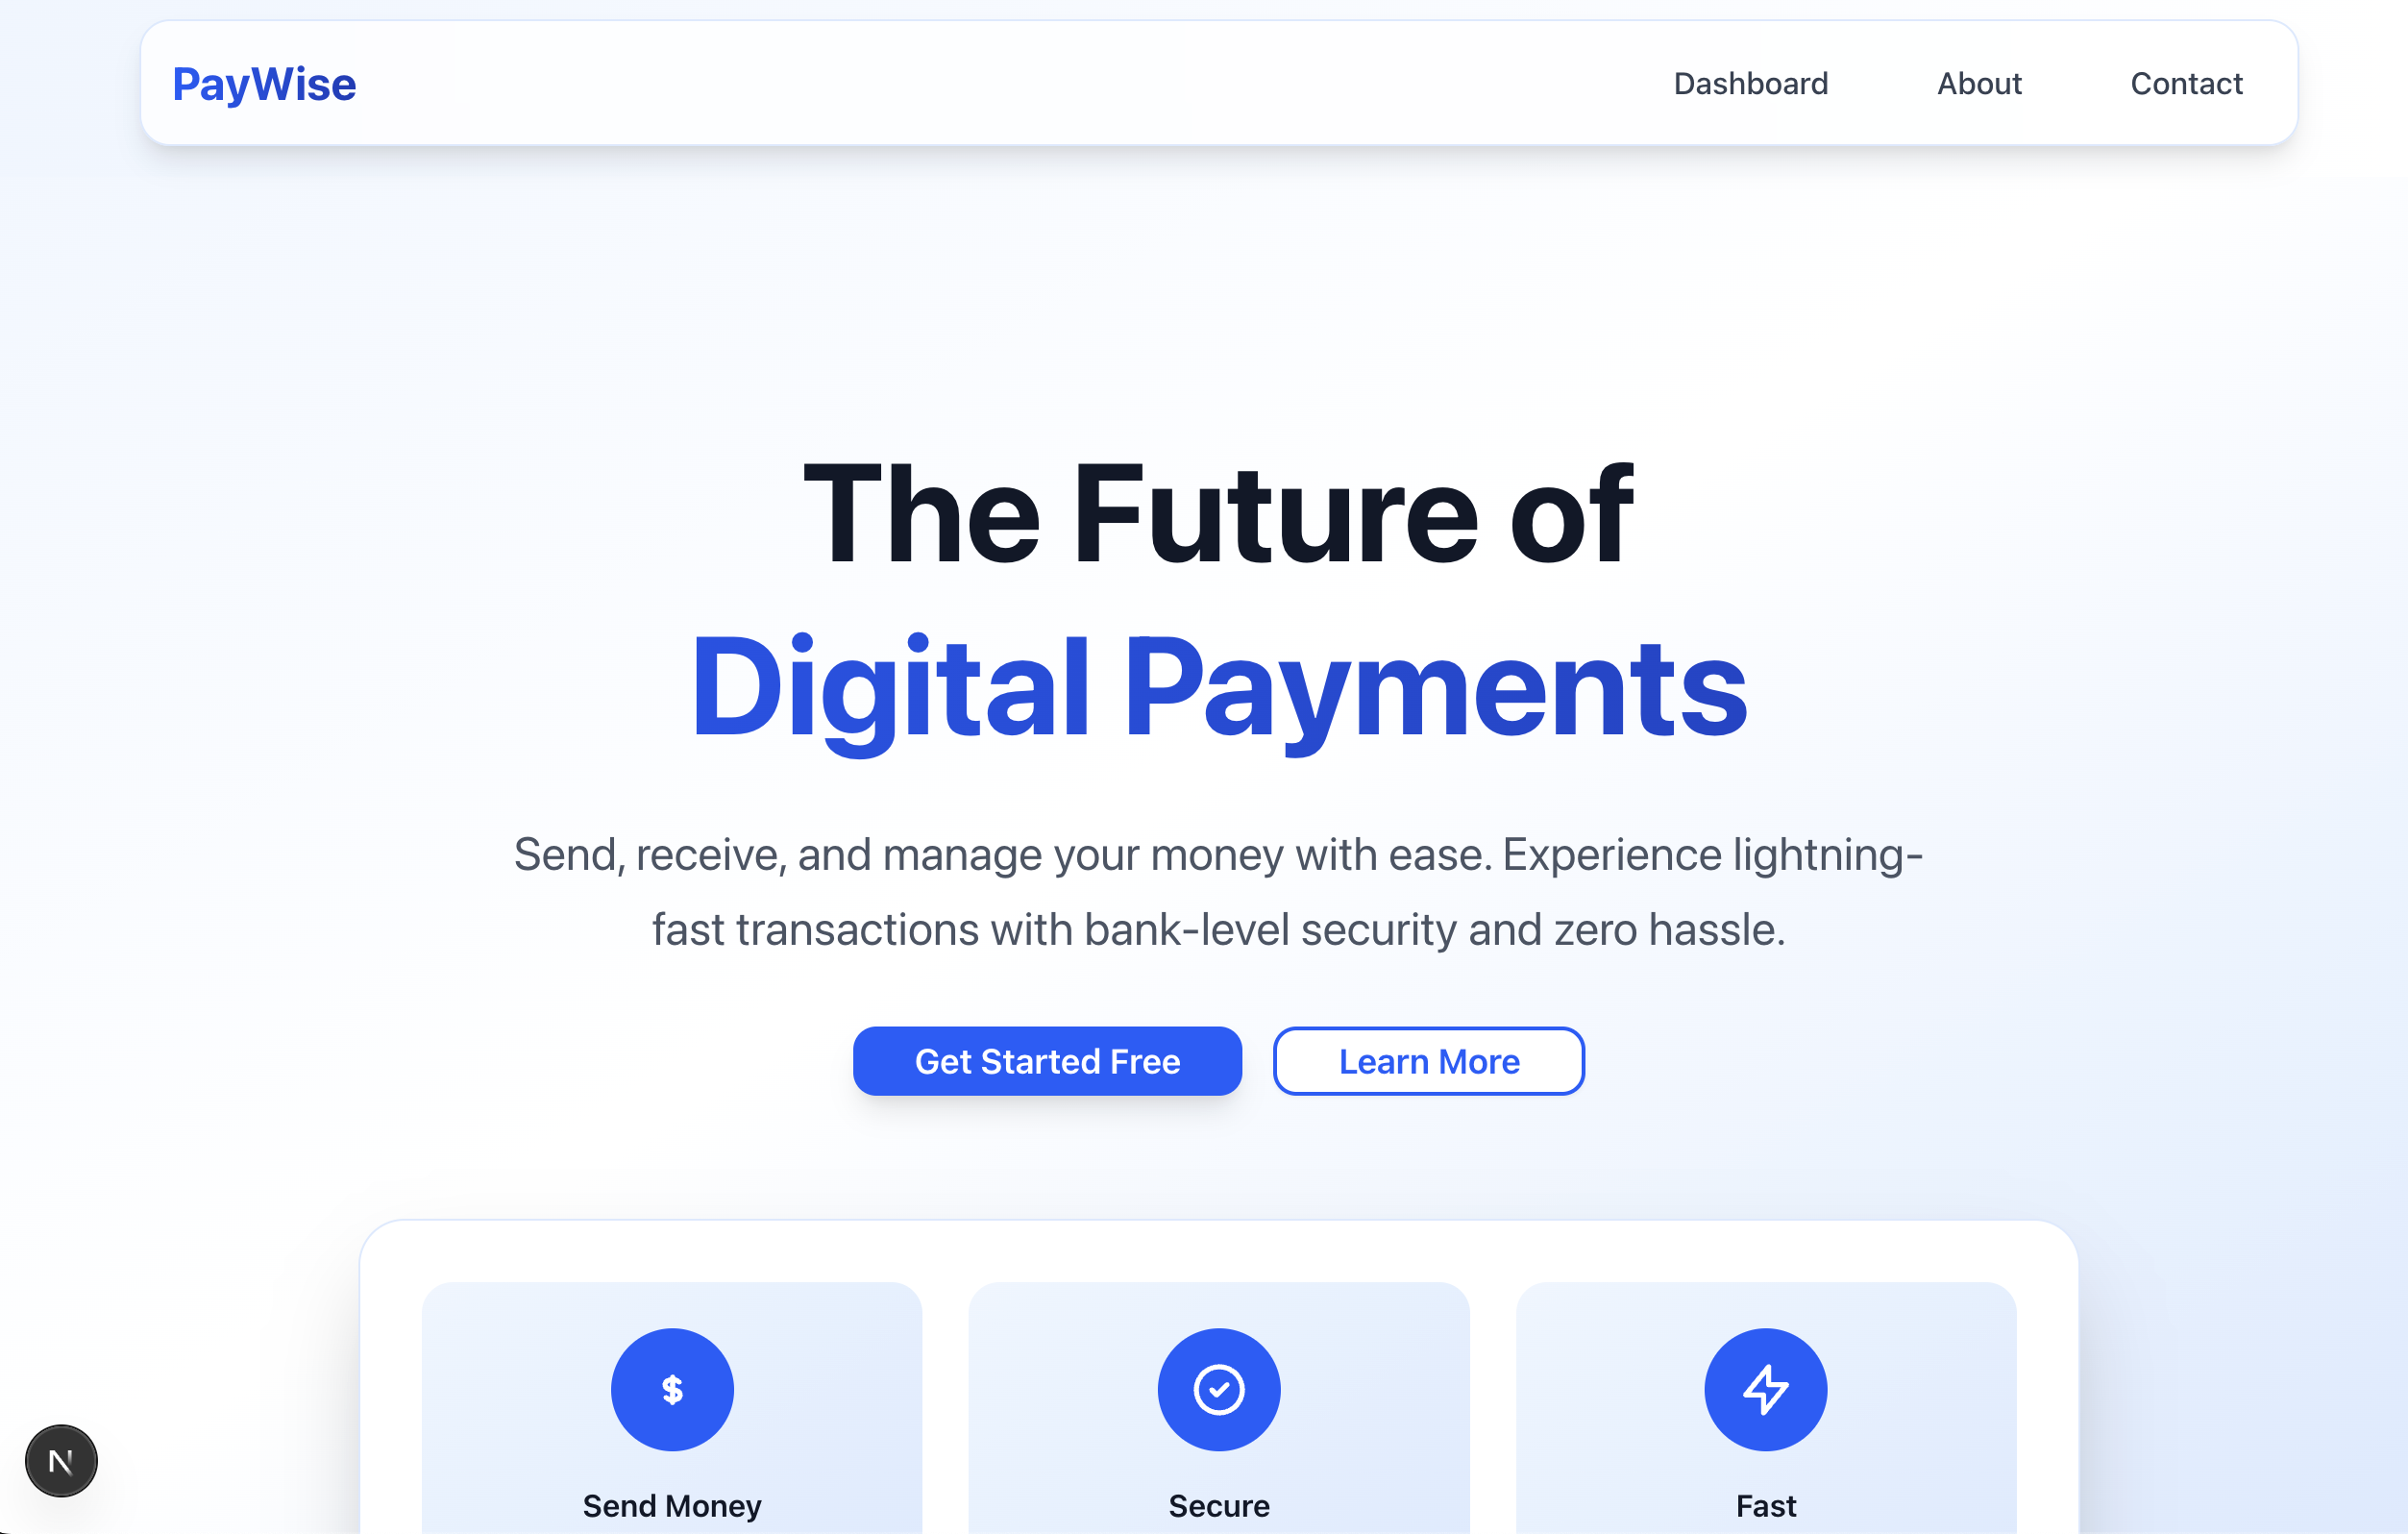 PayWise
Dashboard
About
Contact
The Future of
Digital Payments
Send, receive, and manage your money with ease. Experience lightning-
fast transactions with bank-level security and zero hassle.
Get Started Free
Learn More
$
Send Money
Secure
Fast
N